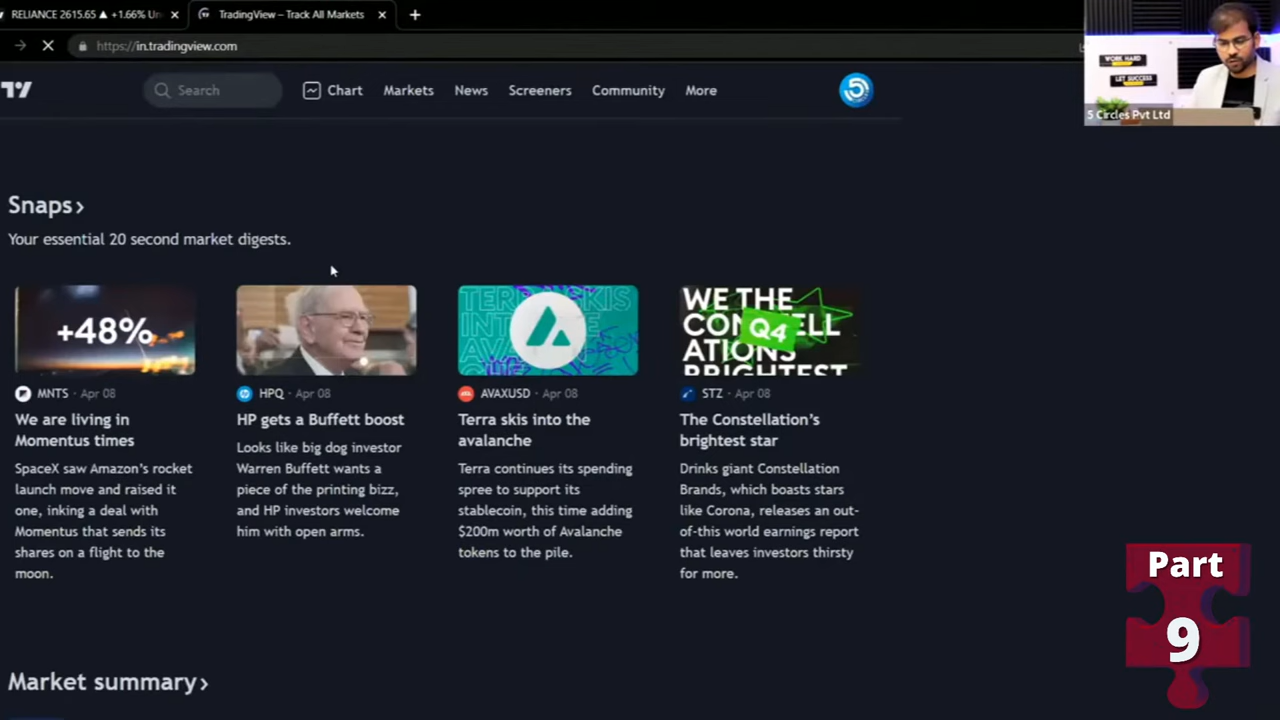 RELIANCE 2615.65 ▲ +1.66%
TradingView – Track All Markets
https://in.tradingview.com
Search
Chart
Markets
News
Screeners
Community
More
WORK HARD
LET SUCCESS
5 Circles Pvt Ltd
Snaps ›
Your essential 20 second market digests.
+48%
MNTS · Apr 08
We are living in
Momentus times
SpaceX saw Amazon's rocket
launch move and raised it
one, inking a deal with
Momentus that sends its
shares on a flight to the
moon.
HPQ · Apr 08
HP gets a Buffett boost
Looks like big dog investor
Warren Buffett wants a
piece of the printing bizz,
and HP investors welcome
him with open arms.
TERRA SKIS
AVAXUSD · Apr 08
Terra skis into the
avalanche
Terra continues its spending
spree to support its
stablecoin, this time adding
$200m worth of Avalanche
tokens to the pile.
WE THE
CONSTELL
ATIONS
BRIGHTEST
Q4
STZ · Apr 08
The Constellation's
brightest star
Drinks giant Constellation
Brands, which boasts stars
like Corona, releases an out-
of-this world earnings report
that leaves investors thirsty
for more.
Market summary ›
Part
9